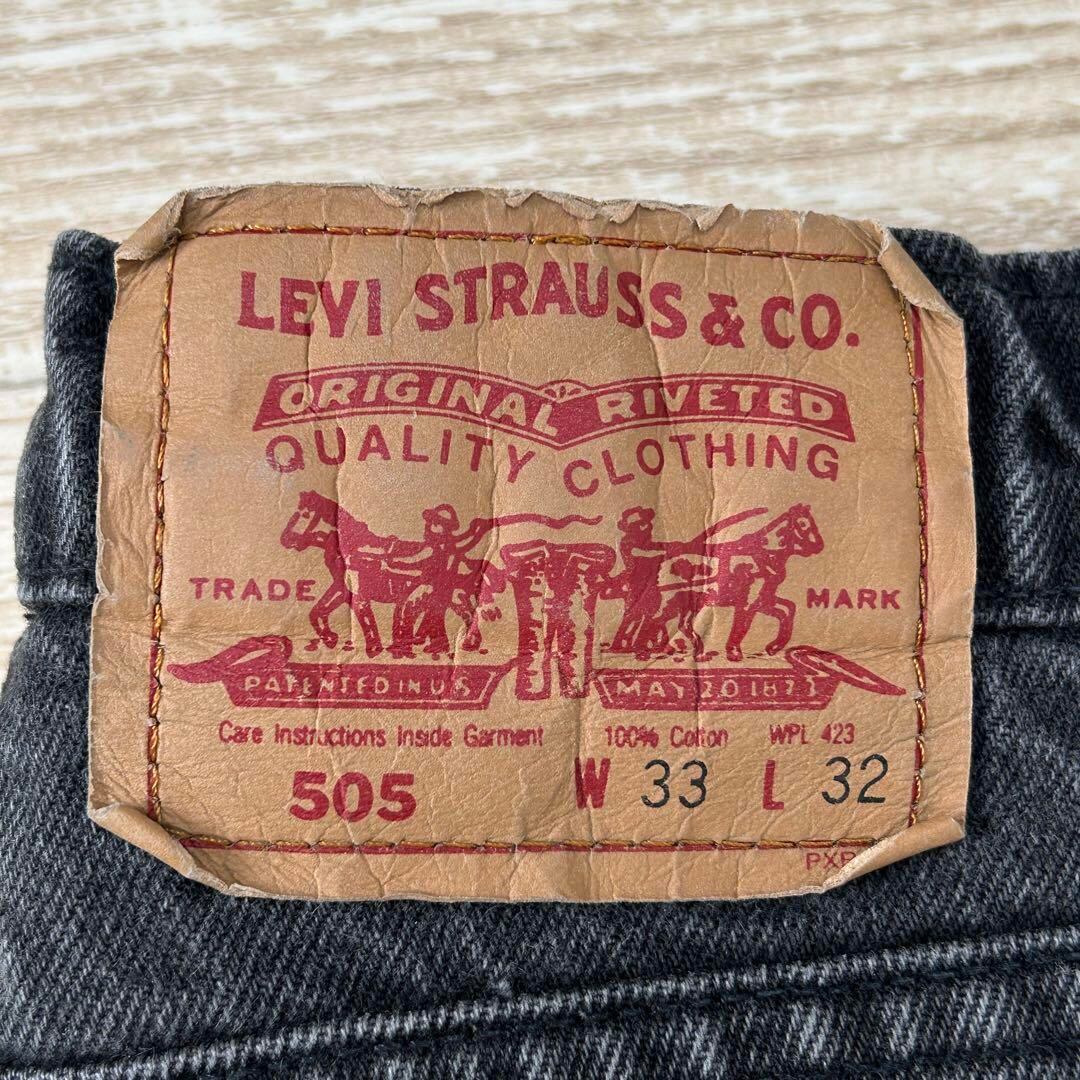 LEVI STRAUSS & CO.
ORIGINAL RIVETED
QUALITY CLOTHING
TRADE MARK
PATENTED IN U.S. MAY 20 1873
Care Instructions Inside Garment 100% Cotton WPL 423
505 W 33 L 32